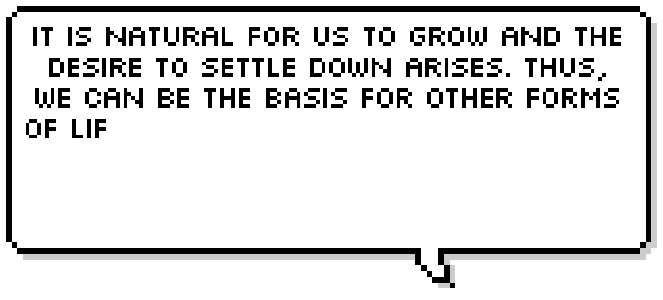 IT IS NATURAL FOR US TO GROW AND THE
DESIRE TO SETTLE DOWN ARISES. THUS,
WE CAN BE THE BASIS FOR OTHER FORMS
OF LIF